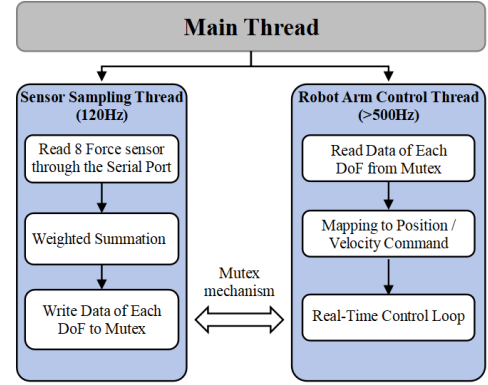 Main Thread
Sensor Sampling Thread
(120Hz)
Read 8 Force sensor
through the Serial Port
Weighted Summation
Write Data of Each
DoF to Mutex
Mutex
mechanism
Robot Arm Control Thread
(>500Hz)
Read Data of Each
DoF from Mutex
Mapping to Position /
Velocity Command
Real-Time Control Loop